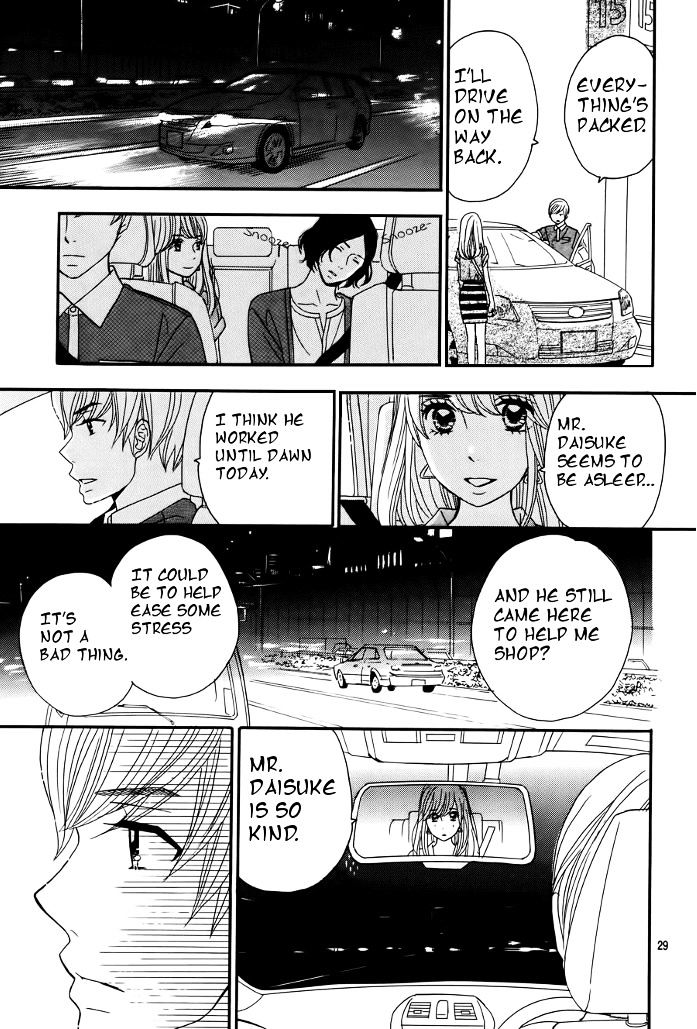 15
15
EVERY-
THING'S
PACKED.
I'LL
DRIVE
ON THE
WAY
BACK.
Snooze
Snooze-
MR.
DAISUKE
SEEMS TO
BE ASLEEP...
I THINK HE
WORKED
UNTIL DAWN
TODAY.
AND HE STILL
CAME HERE
TO HELP ME
SHOP?
IT COULD
BE TO HELP
EASE SOME
STRESS
IT'S
NOT A
BAD THING.
MR.
DAISUKE
IS SO
KIND.
29